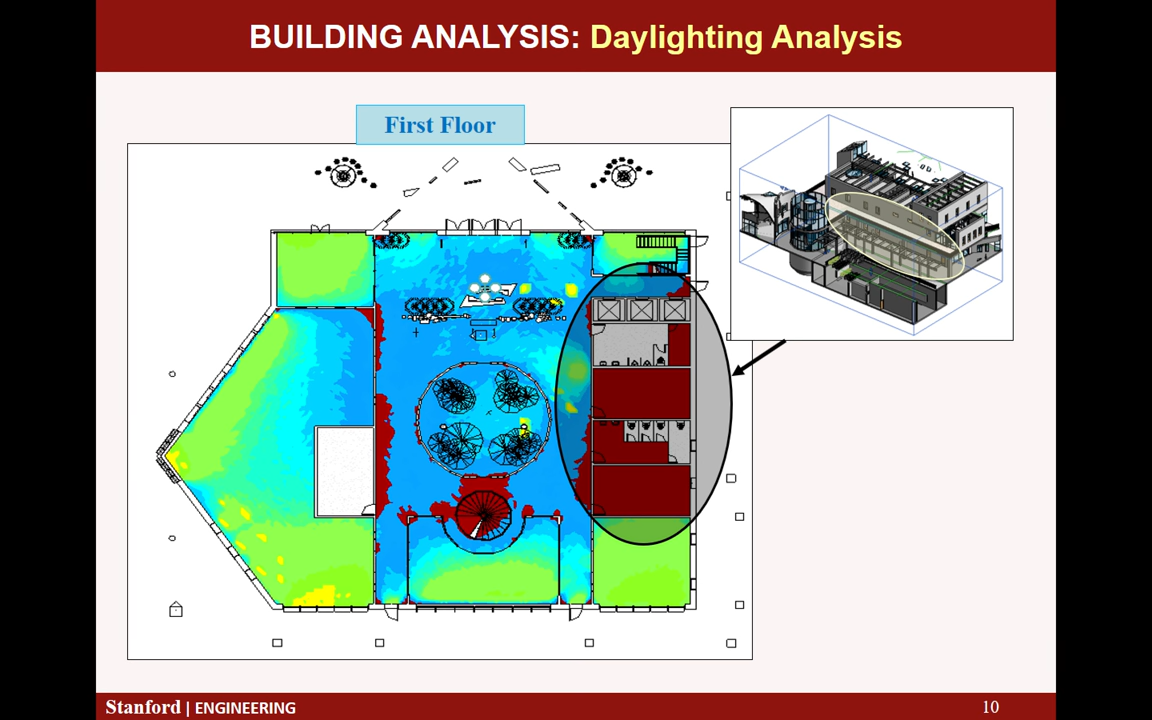 BUILDING ANALYSIS: Daylighting Analysis
First Floor
Stanford | ENGINEERING
10